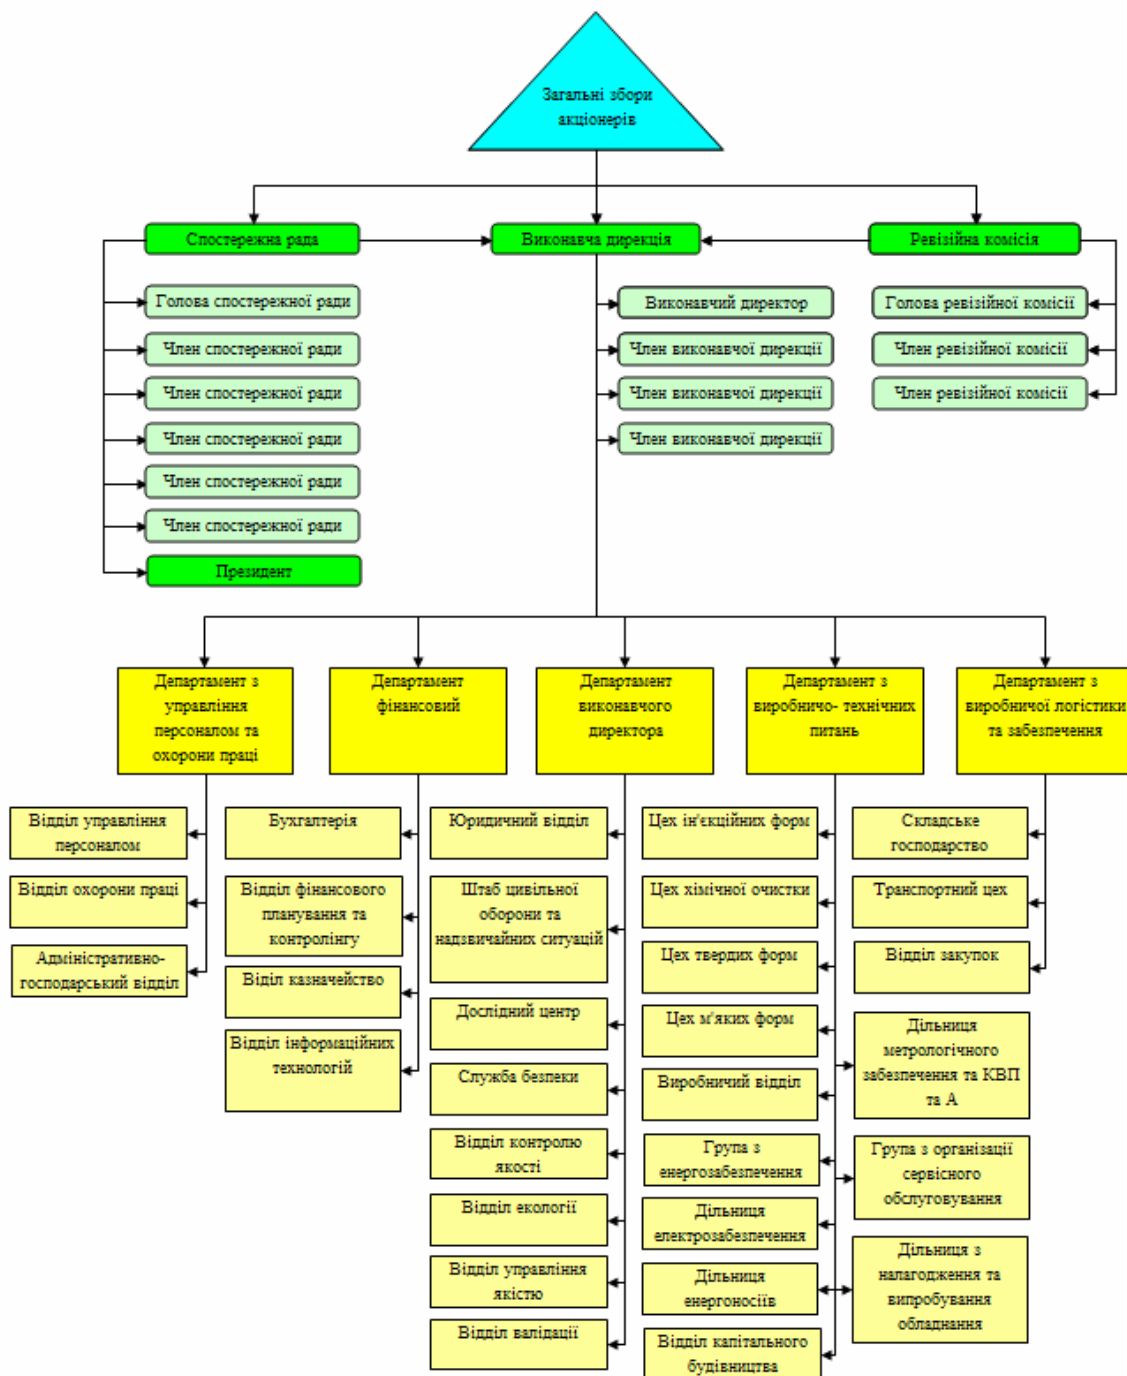 Загальні збори
акціонерів
Спостережна рада
Виконавча дирекція
Ревізійна комісія
Голова спостережної ради
Виконавчий директор
Голова ревізійної комісії
Член спостережної ради
Член виконавчої дирекції
Член ревізійної комісії
Член спостережної ради
Член виконавчої дирекції
Член ревізійної комісії
Член спостережної ради
Член виконавчої дирекції
Член спостережної ради
Член спостережної ради
Президент
Департамент з
управління
персоналом та
охорони праці
Департамент
фінансовий
Департамент
виконавчого
директора
Департамент з
виробничо- технічних
питань
Департамент з
виробничої логістики
та забезпечення
Відділ управління
персоналом
Відділ охорони праці
Адміністративно-
господарський відділ
Бухгалтерія
Відділ фінансового
планування та
контролінгу
Віділ казначейство
Відділ інформаційних
технологій
Юридичний відділ
Штаб цивільної
оборони та
надзвичайних ситуацій
Дослідний центр
Служба безпеки
Відділ контролю
якості
Відділ екології
Відділ управління
якістю
Відділ валідації
Цех ін'єкційних форм
Цех хімічної очистки
Цех твердих форм
Цех м'яких форм
Виробничий відділ
Група з
енергозабезпечення
Дільниця
електрозабезпечення
Дільниця
енергоносіїв
Відділ капітального
будівництва
Складське
господарство
Транспортний цех
Відділ закупок
Дільниця
метрологічного
забезпечення та КВП
та А
Група з організації
сервісного
обслуговування
Дільниця з
налагодження та
випробування
обладнання